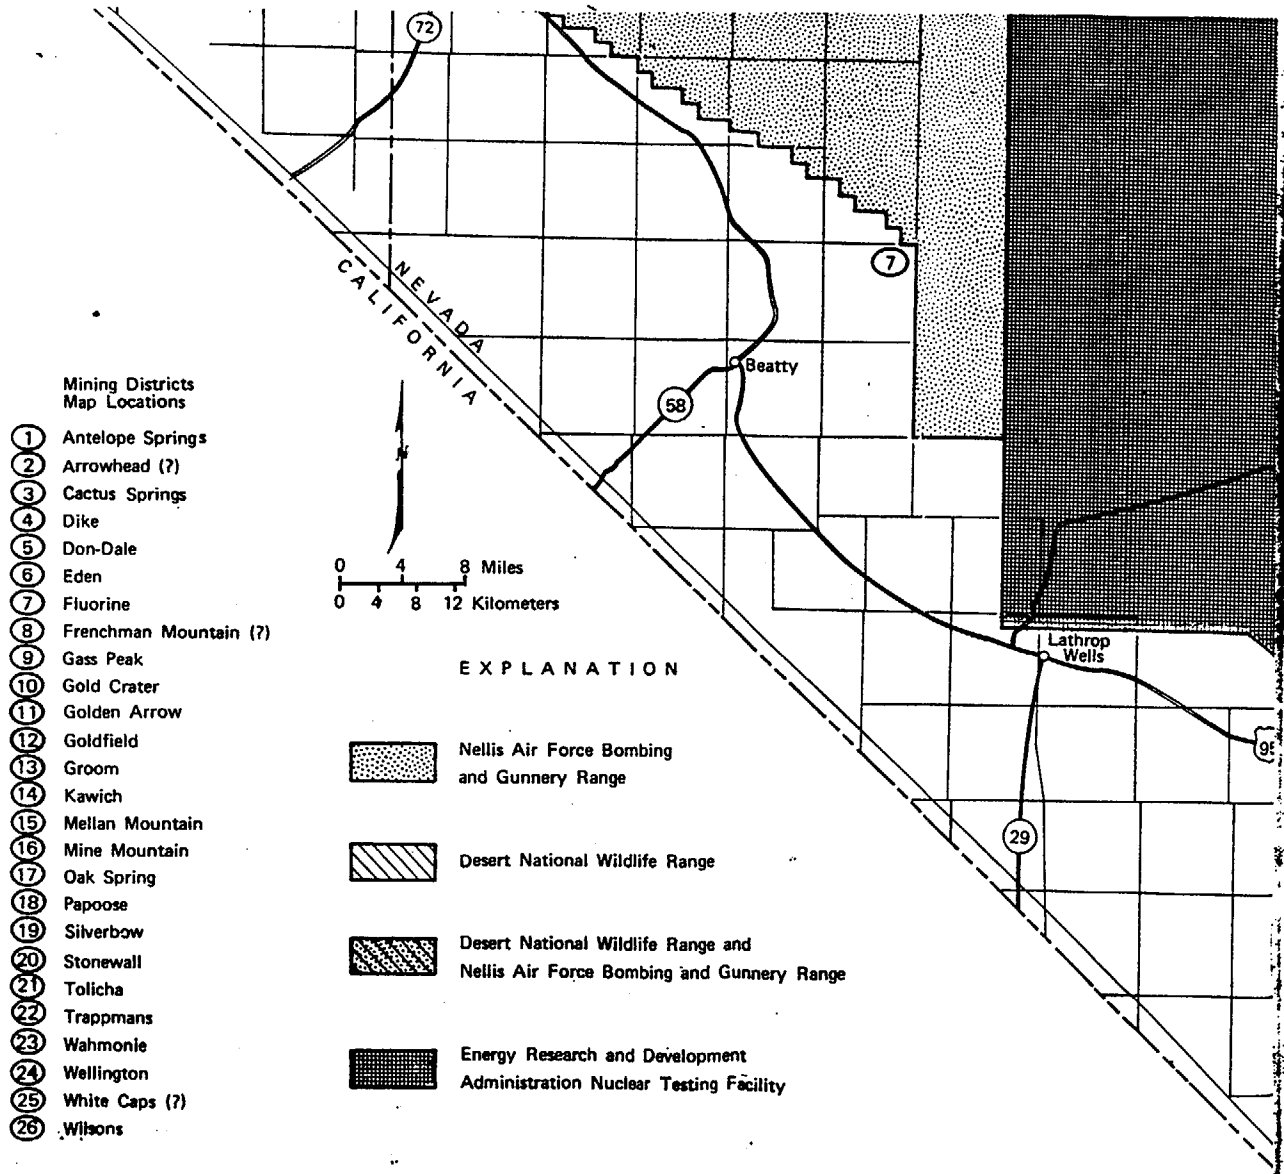 72
7
NEVADA
CALIFORNIA
Beatty
58
Mining Districts
Map Locations
1 Antelope Springs
2 Arrowhead (?)
3 Cactus Springs
4 Dike
5 Don-Dale
6 Eden
7 Fluorine
8 Frenchman Mountain (?)
9 Gass Peak
10 Gold Crater
11 Golden Arrow
12 Goldfield
13 Groom
14 Kawich
15 Mellan Mountain
16 Mine Mountain
17 Oak Spring
18 Papoose
19 Silverbow
20 Stonewall
21 Tolicha
22 Trappmans
23 Wahmonie
24 Wellington
25 White Caps (?)
26 Wilsons
N
0 4 8 Miles
0 4 8 12 Kilometers
Lathrop
Wells
95
29
EXPLANATION
Nellis Air Force Bombing
and Gunnery Range
Desert National Wildlife Range
Desert National Wildlife Range and
Nellis Air Force Bombing and Gunnery Range
Energy Research and Development
Administration Nuclear Testing Facility